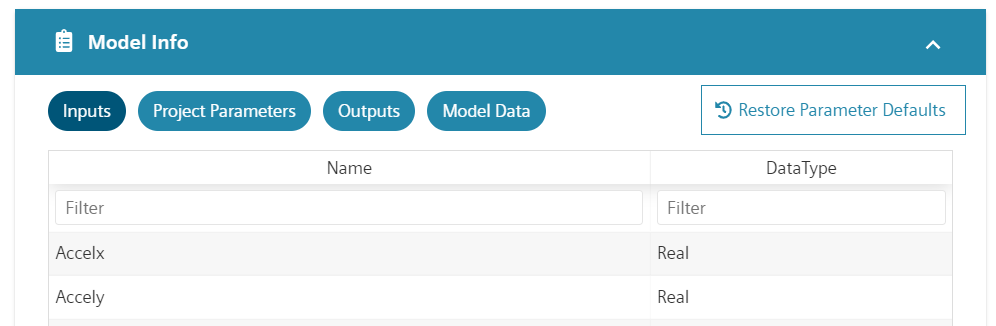 Model Info
Inputs Project Parameters Outputs Model Data Restore Parameter Defaults
Name DataType
Filter Filter
Accelx Real
Accely Real